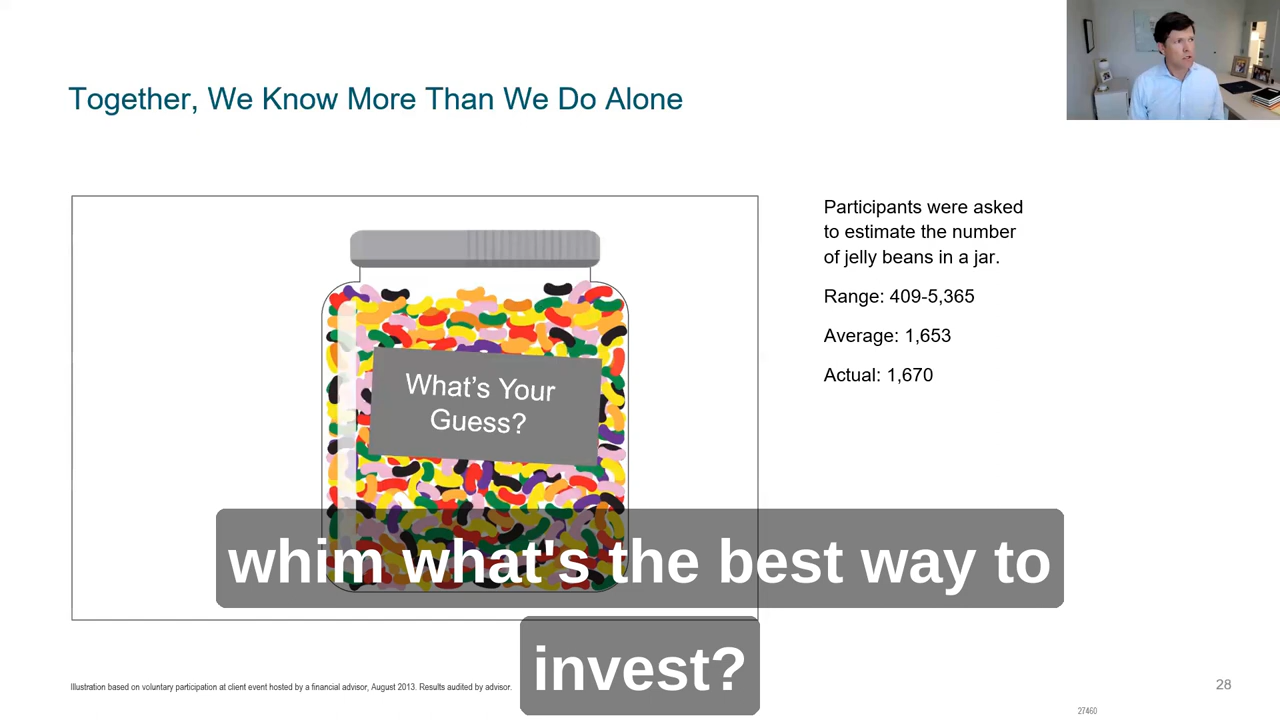 Together, We Know More Than We Do Alone
Participants were asked
to estimate the number
of jelly beans in a jar.
Range: 409-5,365
Average: 1,653
Actual: 1,670
What's Your
Guess?
whim what's the best way to
invest?
Illustration based on voluntary participation at client event hosted by a financial advisor, August 2013. Results audited by advisor.
28
27460